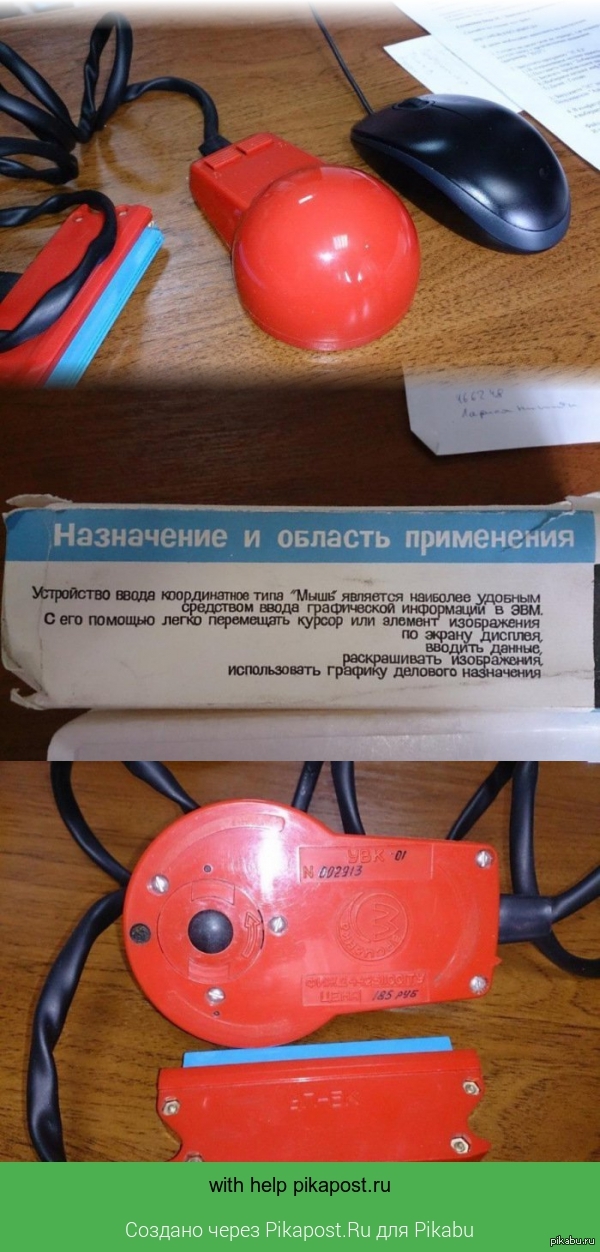 Назначение и область применения
Устройство ввода координатное типа "Мышь" является наиболее удобным
средством ввода графической информации в ЭВМ.
С его помощью легко перемещать курсор или элемент изображения
по экрану дисплея,
вводить данные,
раскрашивать изображения,
использовать графику делового назначения
УВК -01
N 002913
ЦЕНА 185 руб
with help pikapost.ru
Создано через Pikapost.Ru для Pikabu
pikabu.ru